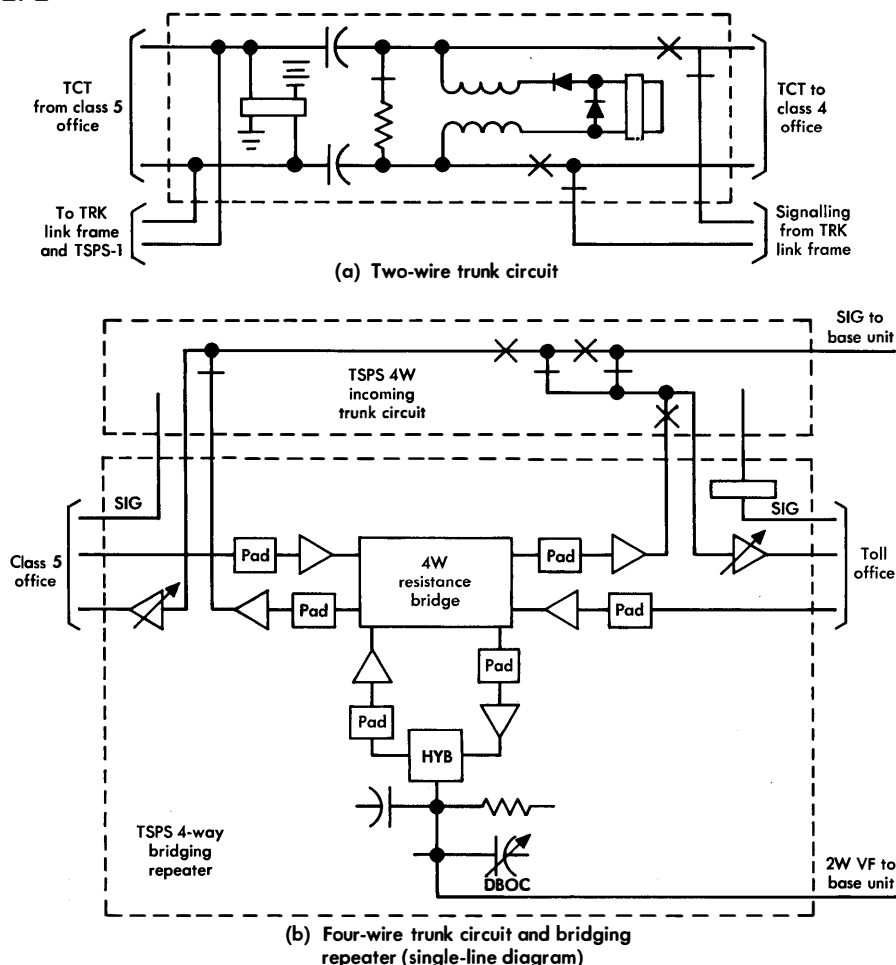 TCT
from class 5
office
TCT to
class 4
office
To TRK
link frame
and TSPS-1
Signalling
from TRK
link frame
(a) Two-wire trunk circuit
SIG to
base unit
TSPS 4W
incoming
trunk circuit
SIG
SIG
Class 5
office
Pad
4W
resistance
bridge
Pad
Toll
office
Pad
Pad
Pad
Pad
HYB
TSPS 4-way
bridging
repeater
DBOC
2W VF to
base unit
(b) Four-wire trunk circuit and bridging
repeater (single-line diagram)